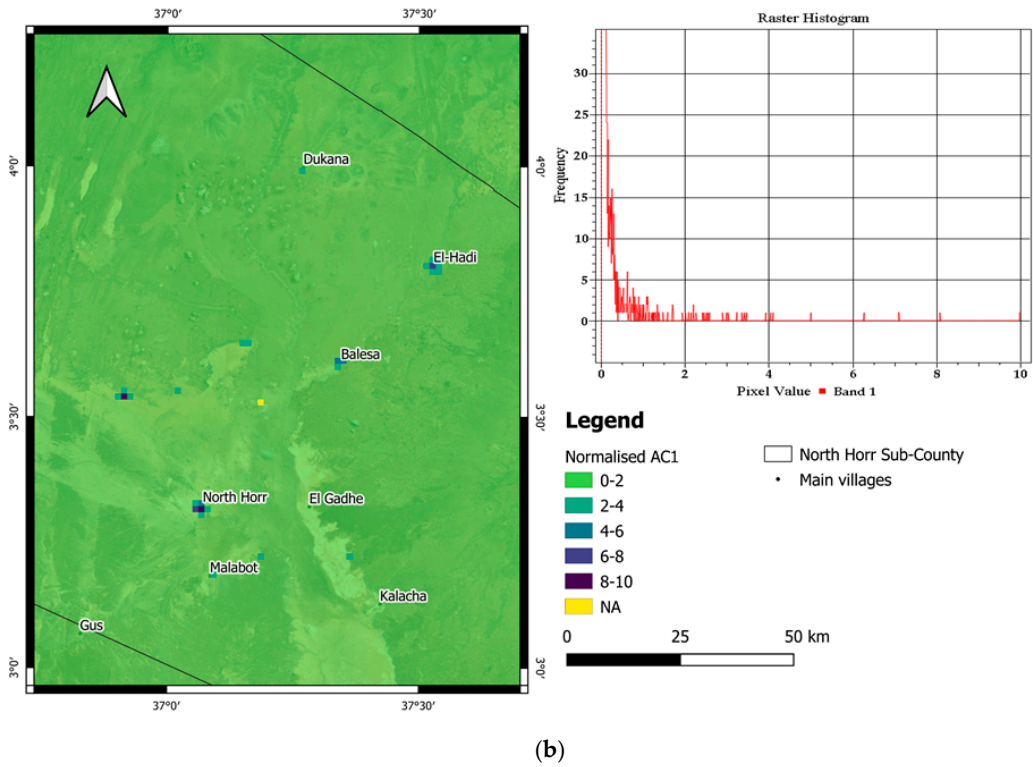 37°0' 37°30'
4°0' 4°0'
3°30' 3°30'
3°0' 3°0'
37°0' 37°30'
Dukana
El-Hadi
Balesa
North Horr
El Gadhe
Malabot
Kalacha
Gus
Raster Histogram
Frequency
30
25
20
15
10
5
0
0 2 4 6 8 10
Pixel Value Band 1
Legend
Normalised AC1
0-2
2-4
4-6
6-8
8-10
NA
North Horr Sub-County
Main villages
0 25 50 km
(b)